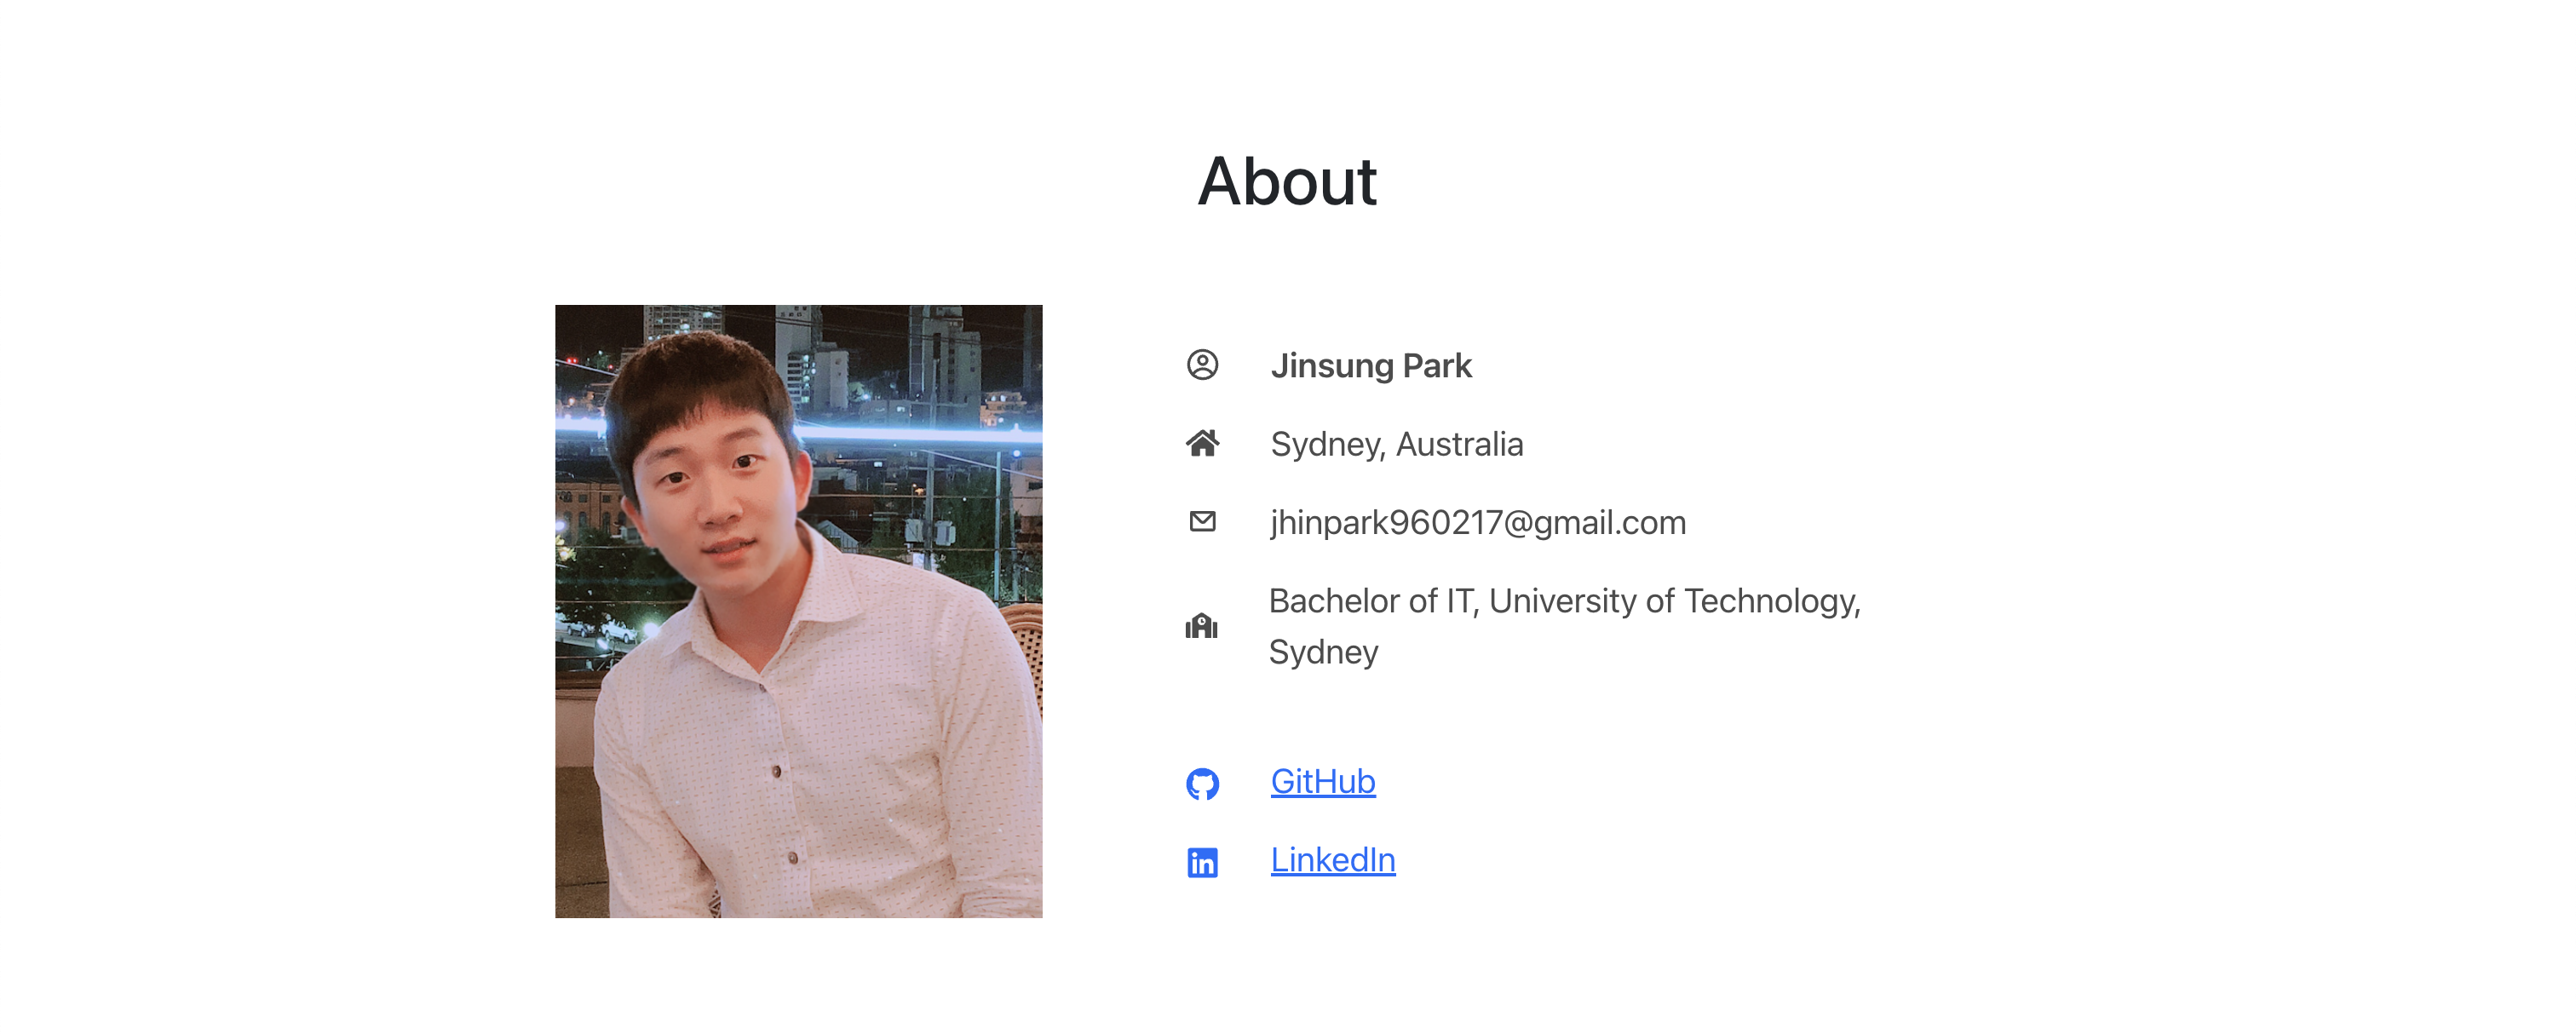 About
Jinsung Park
Sydney, Australia
jhinpark960217@gmail.com
Bachelor of IT, University of Technology,
Sydney
GitHub
LinkedIn